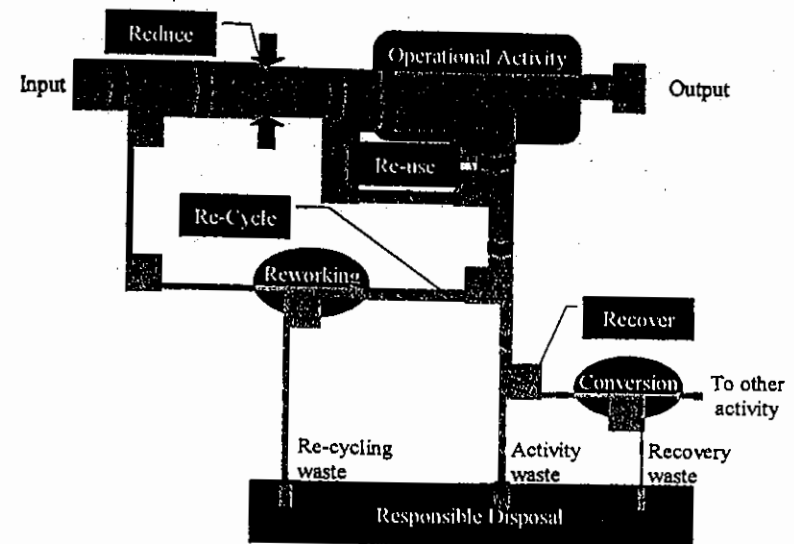 Reduce
Operational Activity
Input
Output
Re-use
Re-Cycle
Reworking
Recover
Conversion
To other
activity
Re-cycling
waste
Activity
waste
Recovery
waste
Responsible Disposal